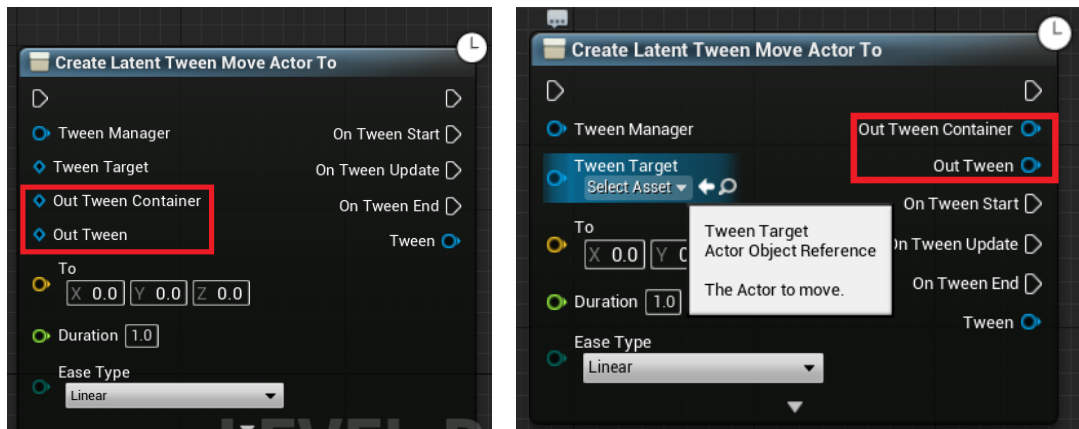 Create Latent Tween Move Actor To
Tween Manager
On Tween Start
Tween Target
On Tween Update
Out Tween Container
On Tween End
Out Tween
Tween
To
X 0.0 Y 0.0 Z 0.0
Duration 1.0
Ease Type
Linear
Create Latent Tween Move Actor To
Tween Manager
Out Tween Container
Tween Target
Select Asset
Out Tween
On Tween Start
To
X 0.0 Y
Tween Target
Actor Object Reference
The Actor to move.
On Tween Update
Duration 1.0
On Tween End
Tween
Ease Type
Linear